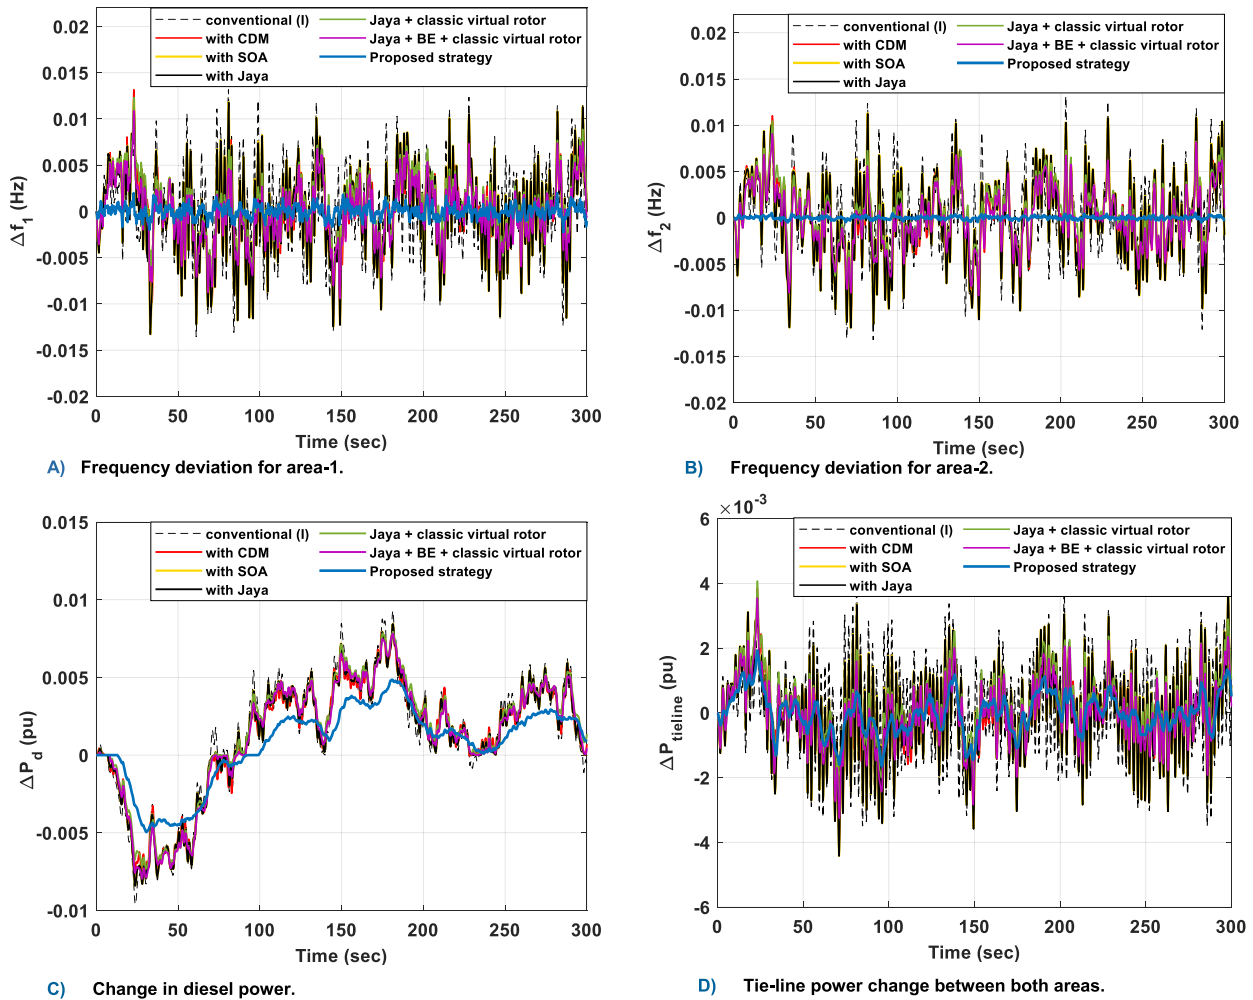 0.02
0.015
0.01
0.005
0
-0.005
-0.01
-0.015
-0.02
Δf1 (Hz)
conventional (I)
with CDM
with SOA
with Jaya
Jaya + classic virtual rotor
Jaya + BE + classic virtual rotor
Proposed strategy
0 50 100 150 200 250 300
Time (sec)
A) Frequency deviation for area-1.
0.02
0.015
0.01
0.005
0
-0.005
-0.01
-0.015
-0.02
Δf2 (Hz)
conventional (I)
with CDM
with SOA
with Jaya
Jaya + classic virtual rotor
Jaya + BE + classic virtual rotor
Proposed strategy
0 50 100 150 200 250 300
Time (sec)
B) Frequency deviation for area-2.
0.015
0.01
0.005
0
-0.005
-0.01
ΔPd (pu)
conventional (I)
with CDM
with SOA
with Jaya
Jaya + classic virtual rotor
Jaya + BE + classic virtual rotor
Proposed strategy
0 50 100 150 200 250 300
Time (sec)
C) Change in diesel power.
×10-3
6
4
2
0
-2
-4
-6
ΔPtieline (pu)
conventional (I)
with CDM
with SOA
with Jaya
Jaya + classic virtual rotor
Jaya + BE + classic virtual rotor
Proposed strategy
0 50 100 150 200 250 300
Time (sec)
D) Tie-line power change between both areas.